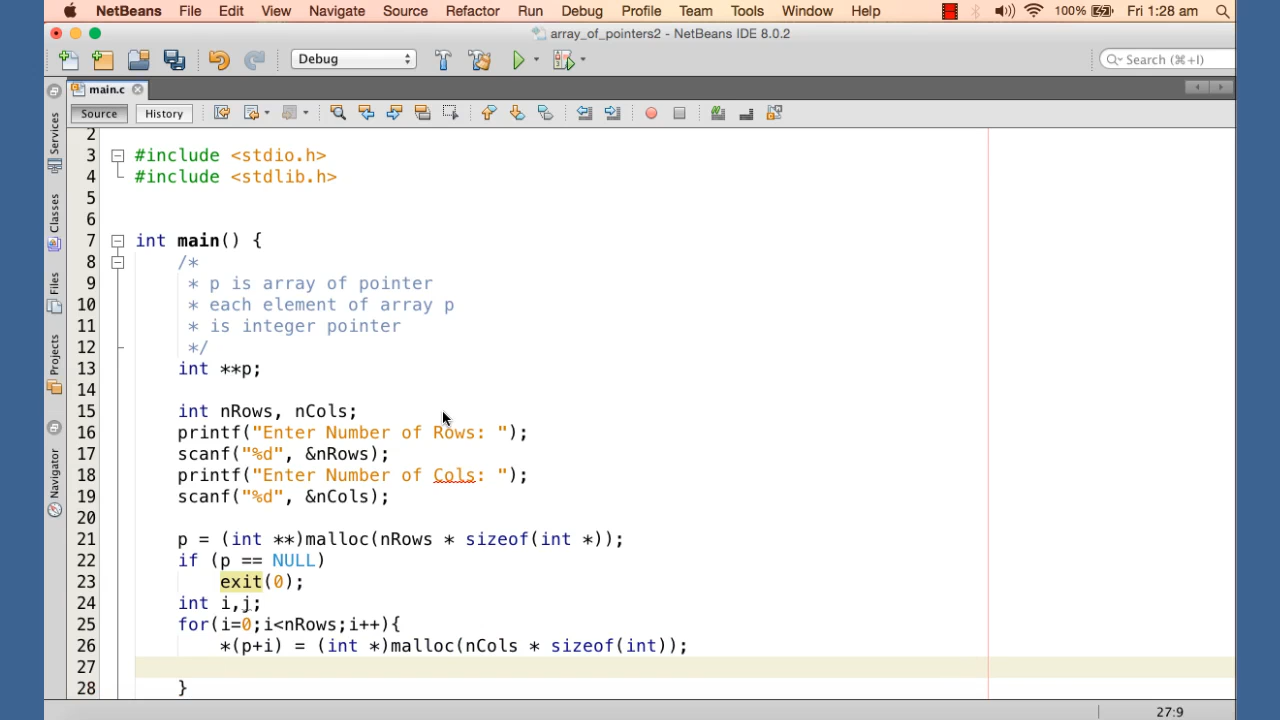 NetBeans File Edit View Navigate Source Refactor Run Debug Profile Team Tools Window Help 100% Fri 1:28 am
array_of_pointers2 - NetBeans IDE 8.0.2
Debug Search (⌘+I)
main.c
Source History
Services
Classes
Files
Projects
Navigator
2
3 #include <stdio.h>
4 #include <stdlib.h>
5
6
7 int main() {
8 /*
9 * p is array of pointer
10 * each element of array p
11 * is integer pointer
12 */
13 int **p;
14
15 int nRows, nCols;
16 printf("Enter Number of Rows: ");
17 scanf("%d", &nRows);
18 printf("Enter Number of Cols: ");
19 scanf("%d", &nCols);
20
21 p = (int **)malloc(nRows * sizeof(int *));
22 if (p == NULL)
23 exit(0);
24 int i,j;
25 for(i=0;i<nRows;i++){
26 *(p+i) = (int *)malloc(nCols * sizeof(int));
27
28 }
27:9